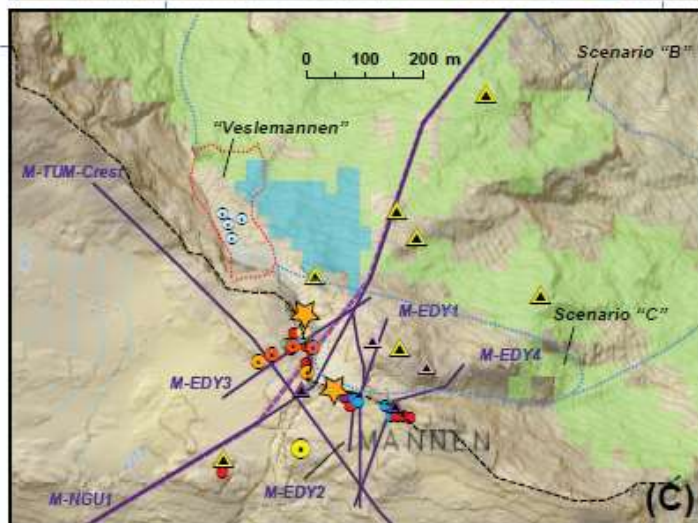 0 100 200 m
Scenario "B"
"Veslemannen"
M-TUM-Crest
M-EDY1
Scenario "C"
M-EDY4
M-EDY3
MANNEN
M-EDY2
M-NGU1
(C)